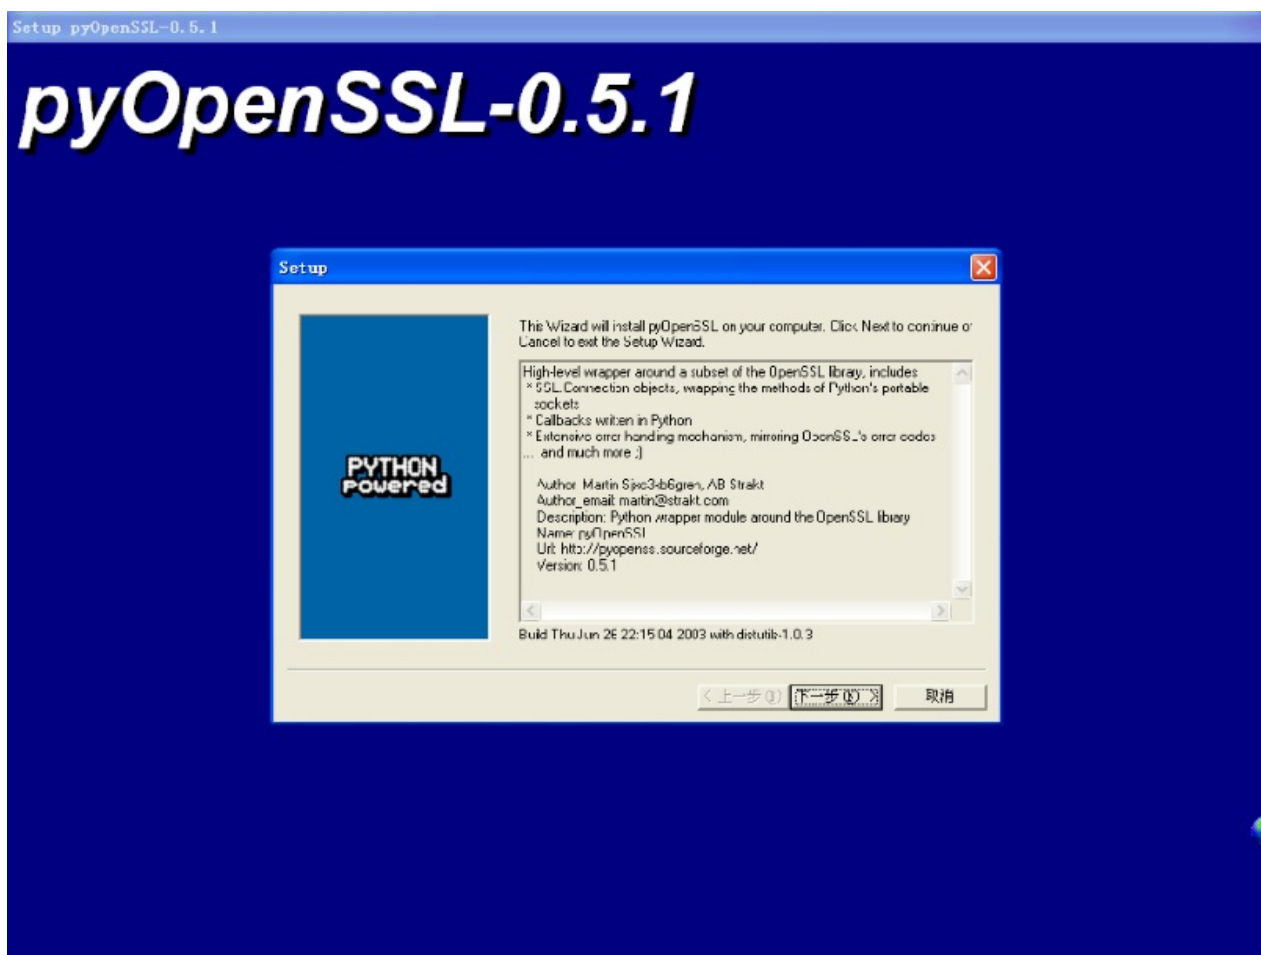 Setup pyOpenSSL-0.5.1
pyOpenSSL-0.5.1
Setup
This Wizard will install pyOpenSSL on your computer. Click Next to continue or
Cancel to exit the Setup Wizard.
High-level wrapper around a subset of the OpenSSL library, includes
* SSL.Connection objects, wrapping the methods of Python's portable
sockets
* Callbacks written in Python
* Extensive error handling mechanism, mirroring OpenSSL's error codes
... and much more ;)
PYTHON
Powered
Author: Martin AB Strakt
Author_email: martin@strakt.com
Description: Python wrapper module around the OpenSSL library
Name: pyOpenSSL
Url: http://pyopenssl.sourceforge.net/
Version: 0.5.1
Build Thu Jun 26 22:15:04 2003 with distutils-1.0.3
< 上一步(B)
下一步(N) >
取消